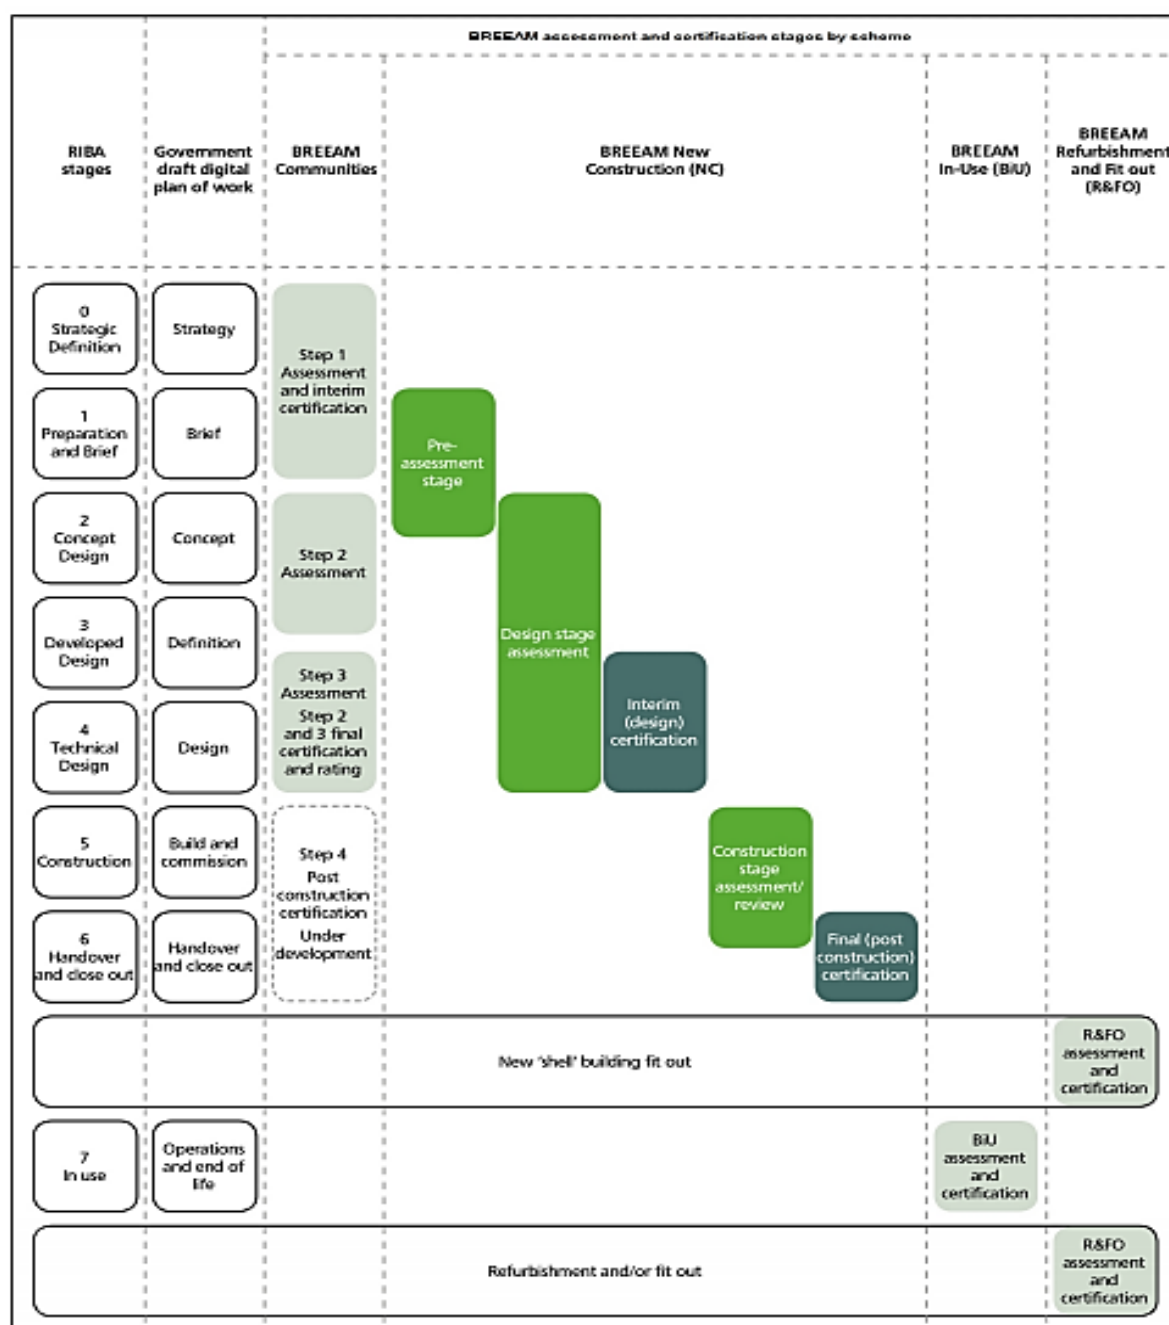 BREEAM assessment and certification stages by scheme
RIBA
stages
Government
draft digital
plan of work
BREEAM
Communities
BREEAM New
Construction (NC)
BREEAM
In-Use (BiU)
BREEAM
Refurbishment
and Fit out
(R&FO)
0
Strategic
Definition
Strategy
Step 1
Assessment
and interim
certification
1
Preparation
and Brief
Brief
Pre-
assessment
stage
2
Concept
Design
Concept
Step 2
Assessment
Design stage
assessment
3
Developed
Design
Definition
Step 3
Assessment
Step 2
and 3 final
certification
and rating
Interim
(design)
certification
4
Technical
Design
Design
5
Construction
Build and
commission
Step 4
Post
construction
certification
Under
development
Construction
stage
assessment/
review
6
Handover
and close out
Handover
and close out
Final (post
construction)
certification
New 'shell' building fit out
R&FO
assessment
and
certification
7
In use
Operations
and end of
life
BiU
assessment
and
certification
Refurbishment and/or fit out
R&FO
assessment
and
certification